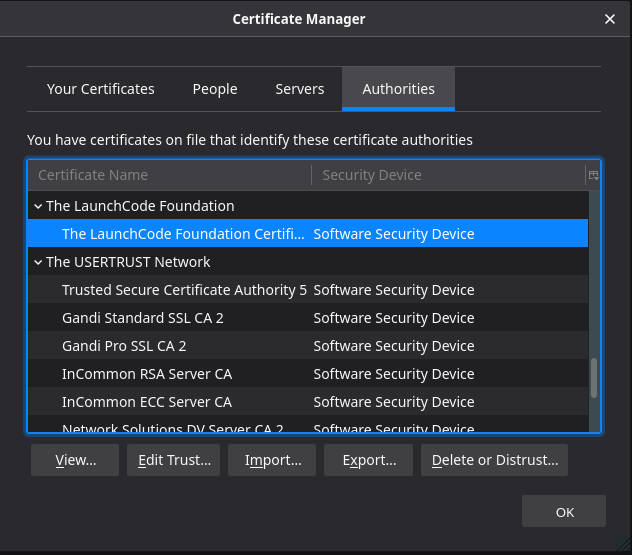 Certificate Manager
Your Certificates People Servers Authorities
You have certificates on file that identify these certificate authorities
Certificate Name Security Device
The LaunchCode Foundation
The LaunchCode Foundation Certifi... Software Security Device
The USERTRUST Network
Trusted Secure Certificate Authority 5 Software Security Device
Gandi Standard SSL CA 2 Software Security Device
Gandi Pro SSL CA 2 Software Security Device
InCommon RSA Server CA Software Security Device
InCommon ECC Server CA Software Security Device
Network Solutions DV Server CA 2 Software Security Device
View... Edit Trust... Import... Export... Delete or Distrust...
OK